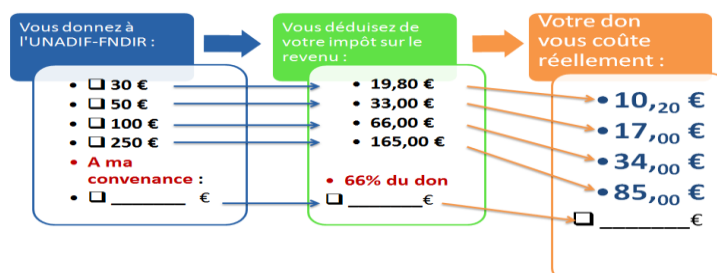 Vous donnez à
l'UNADIF-FNDIR :
• ❑ 30 €
• ❑ 50 €
• ❑ 100 €
• ❑ 250 €
• A ma
convenance :
• ❑ ________ €
Vous déduisez de
votre impôt sur le
revenu :
• 19,80 €
• 33,00 €
• 66,00 €
• 165,00 €
• 66% du don
❑ ________€
Votre don
vous coûte
réellement :
• 10,20 €
• 17,00 €
• 34,00 €
• 85,00 €
❑ ________€